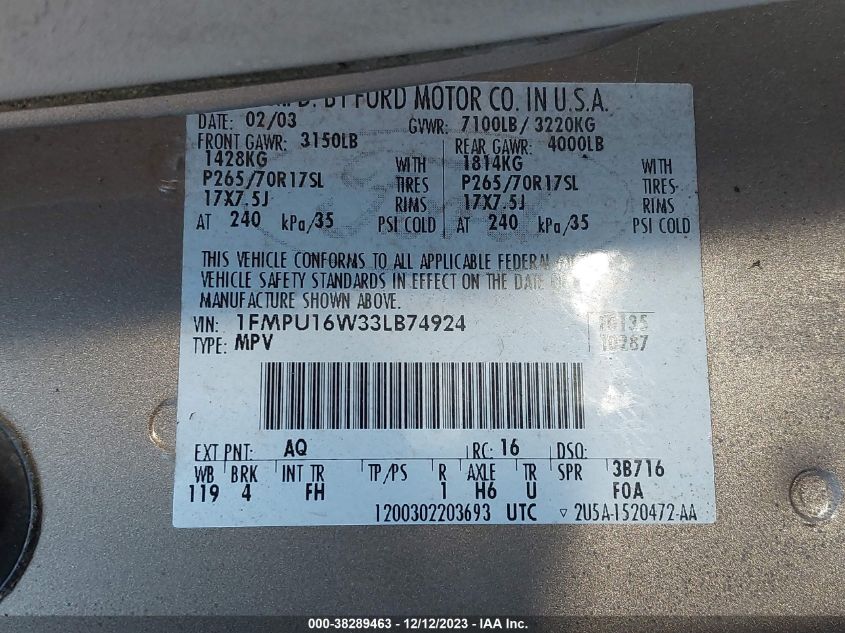 BY FORD MOTOR CO. IN U.S.A.
DATE: 02/03 GVWR: 7100LB/ 3220KG
FRONT GAWR: 3150LB REAR GAWR: 4000LB
1428KG WITH 1814KG WITH
P265/70R17SL TIRES P265/70R17SL TIRES
17X7.5J RIMS 17X7.5J RIMS
AT 240 kPa/35 PSI COLD AT 240 kPa/35 PSI COLD
THIS VEHICLE CONFORMS TO ALL APPLICABLE FEDERAL
VEHICLE SAFETY STANDARDS IN EFFECT ON THE DATE OF
MANUFACTURE SHOWN ABOVE.
VIN: 1FMPU16W33LB74924 10135
TYPE: MPV 10287
EXT PNT: AQ RC: 16 DSO:
WB BRK INT TR TP/PS R AXLE TR SPR 3B716
119 4 FH 1 H6 U F0A
1200302203693 UTC ▿ 2U5A-1520472-AA
000-38289463 - 12/12/2023 - IAA Inc.